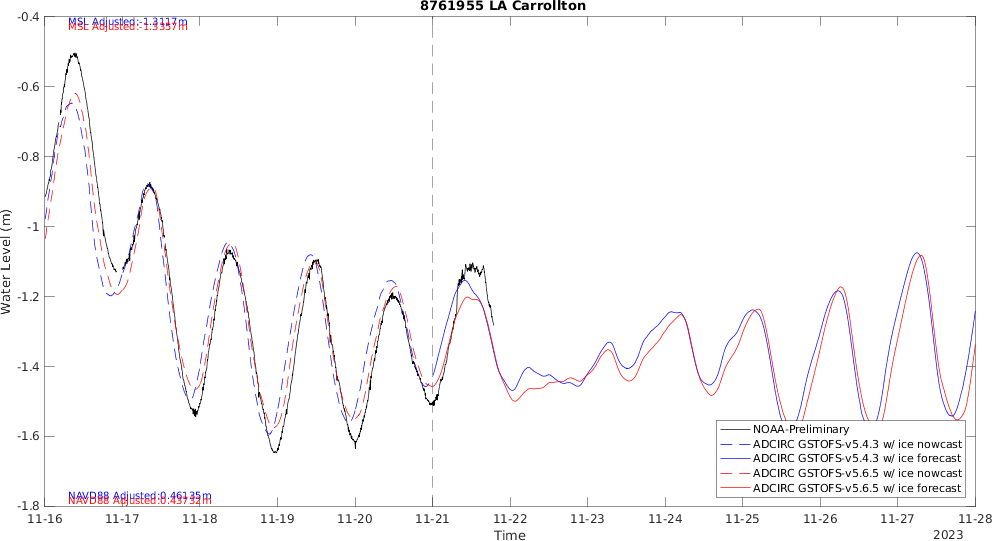 8761955 LA Carrollton
MSL Adjusted:-1.3117m
MSL Adjusted:-1.3357m
-0.4
-0.6
-0.8
-1
-1.2
-1.4
-1.6
-1.8
Water Level (m)
NAVD88 Adjusted:0.46135m
NAVD88 Adjusted:0.43732m
NOAA-Preliminary
ADCIRC GSTOFS-v5.4.3 w/ ice nowcast
ADCIRC GSTOFS-v5.4.3 w/ ice forecast
ADCIRC GSTOFS-v5.6.5 w/ ice nowcast
ADCIRC GSTOFS-v5.6.5 w/ ice forecast
11-16 11-17 11-18 11-19 11-20 11-21 11-22 11-23 11-24 11-25 11-26 11-27 11-28
Time
2023